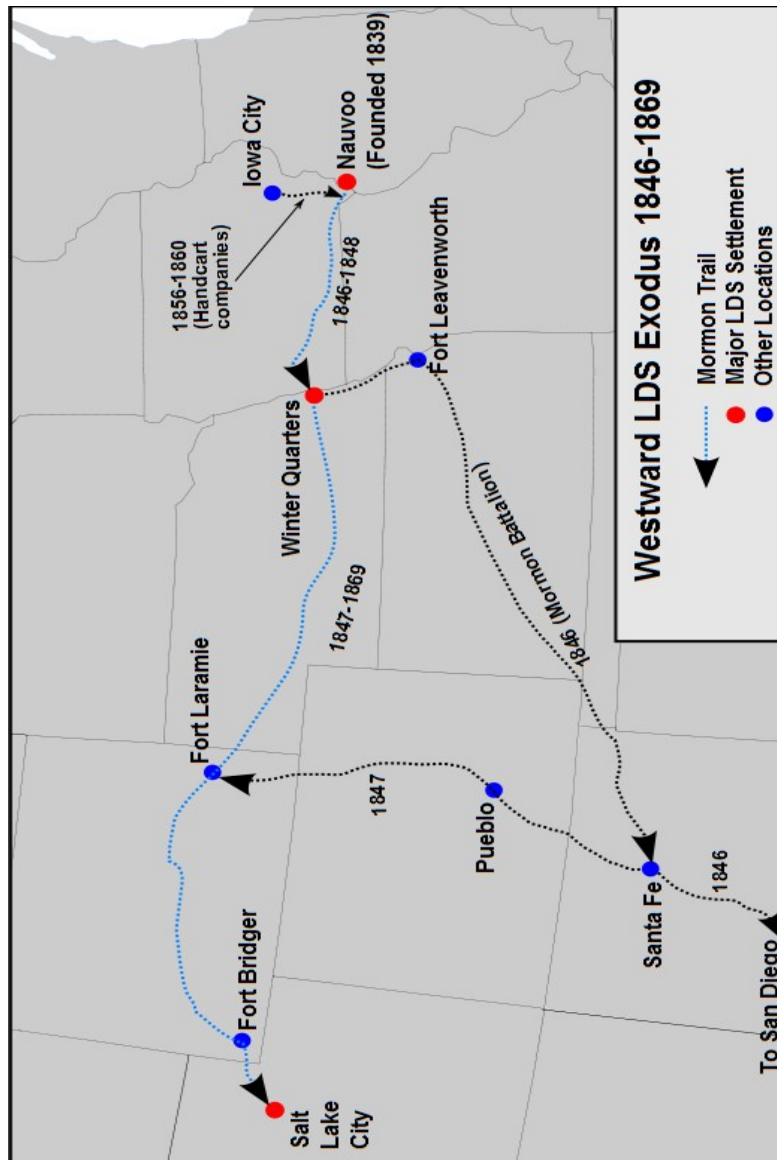 Iowa City
Nauvoo
(Founded 1839)
1856-1860
(Handcart
companies)
1846-1848
Winter Quarters
Fort Leavenworth
1847-1869
Fort Laramie
1846 (Mormon Battalion)
1847
Pueblo
Fort Bridger
Salt
Lake
City
Santa Fe
1846
To San Diego
Westward LDS Exodus 1846-1869
Mormon Trail
Major LDS Settlement
Other Locations